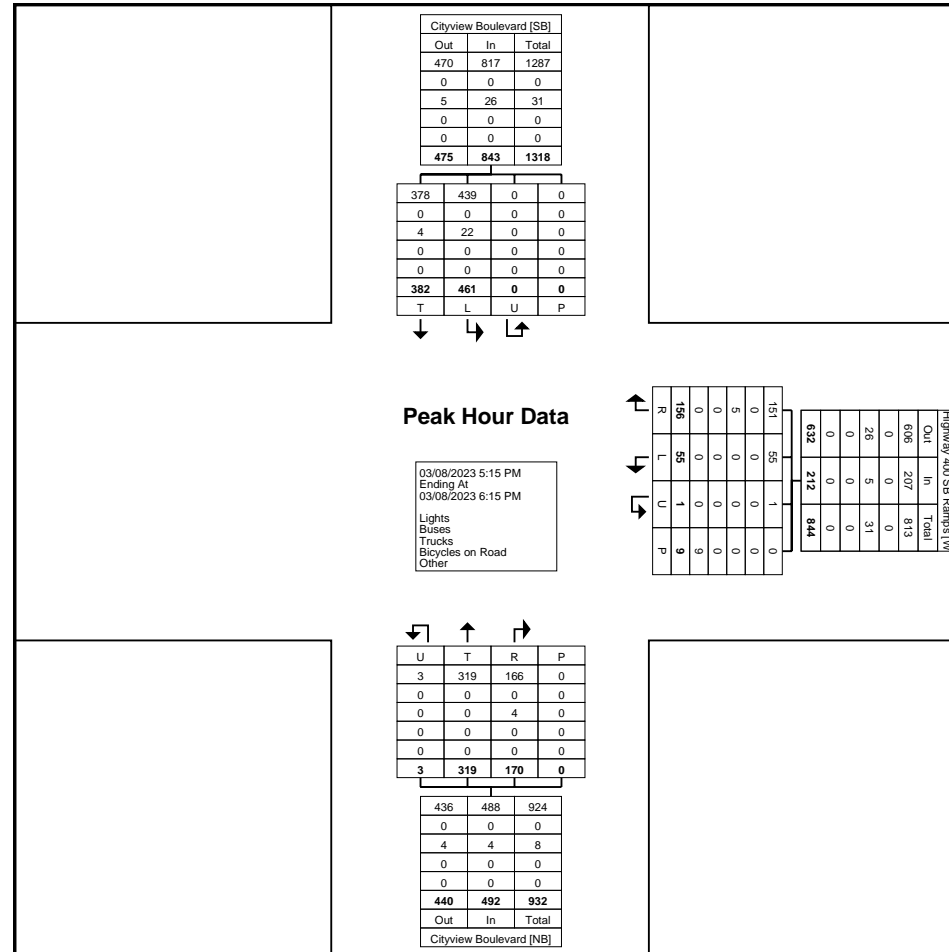 Cityview Boulevard [SB]
Out In Total
470 817 1287
0 0 0
5 26 31
0 0 0
0 0 0
475 843 1318
378 439 0 0
0 0 0 0
4 22 0 0
0 0 0 0
0 0 0 0
382 461 0 0
T L U P
Peak Hour Data
03/08/2023 5:15 PM
Ending At
03/08/2023 6:15 PM
Lights
Buses
Trucks
Bicycles on Road
Other
Highway 400 SB Ramps
Out In Total
606 207 813
0 0 0
26 5 31
0 0 0
0 0 0
632 212 844
151 55 1 0
0 0 0 0
5 0 0 0
0 0 0 0
0 0 0 9
156 55 1 9
R L U P
U T R P
3 319 166 0
0 0 0 0
0 0 4 0
0 0 0 0
0 0 0 0
3 319 170 0
436 488 924
0 0 0
4 4 8
0 0 0
0 0 0
440 492 932
Out In Total
Cityview Boulevard [NB]